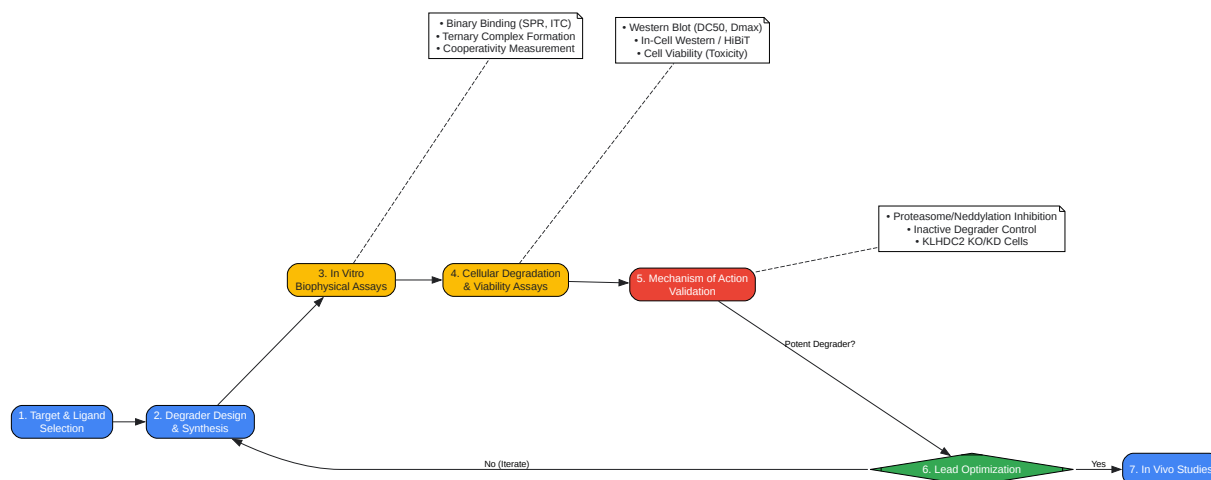 • Binary Binding (SPR, ITC)
• Ternary Complex Formation
• Cooperativity Measurement
• Western Blot (DC50, Dmax)
• In-Cell Western / HiBiT
• Cell Viability (Toxicity)
• Proteasome/Neddylation Inhibition
• Inactive Degrader Control
• KLHDC2 KO/KD Cells
3. In Vitro
Biophysical Assays
4. Cellular Degradation
& Viability Assays
5. Mechanism of Action
Validation
Potent Degrader?
1. Target & Ligand
Selection
2. Degrader Design
& Synthesis
No (Iterate)
6. Lead Optimization
Yes
7. In Vivo Studies